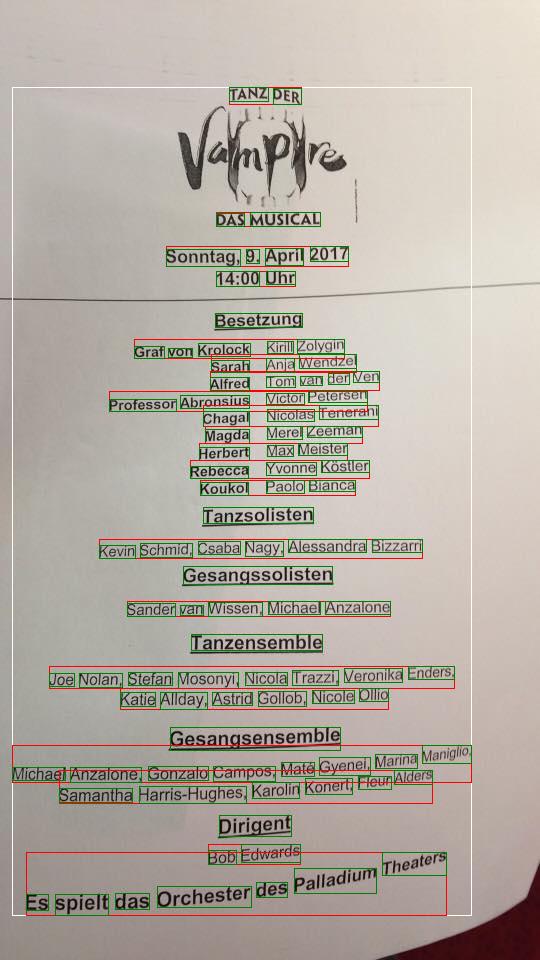 TANZ DER
Vampire
DAS MUSICAL
Sonntag, 9. April 2017
14:00 Uhr
Besetzung
Graf von Krolock Kirill Zolygin
Sarah Anja Wendzel
Alfred Tom van der Ven
Professor Abronsius Victor Petersen
Chagal Nicolas Tenerani
Magda Merel Zeeman
Herbert Max Meister
Rebecca Yvonne Köstler
Koukol Paolo Bianca
Tanzsolisten
Kevin Schmid, Csaba Nagy, Alessandra Bizzarri
Gesangssolisten
Sander van Wissen, Michael Anzalone
Tanzensemble
Joe Nolan, Stefan Mosonyi, Nicola Trazzi, Veronika Enders,
Katie Allday, Astrid Gollob, Nicole Ollio
Gesangsensemble
Michael Anzalone, Gonzalo Campos, Maté Gyenei, Marina Maniglio,
Samantha Harris-Hughes, Karolin Konert, Fleur Alders
Dirigent
Bob Edwards
Es spielt das Orchester des Palladium Theaters